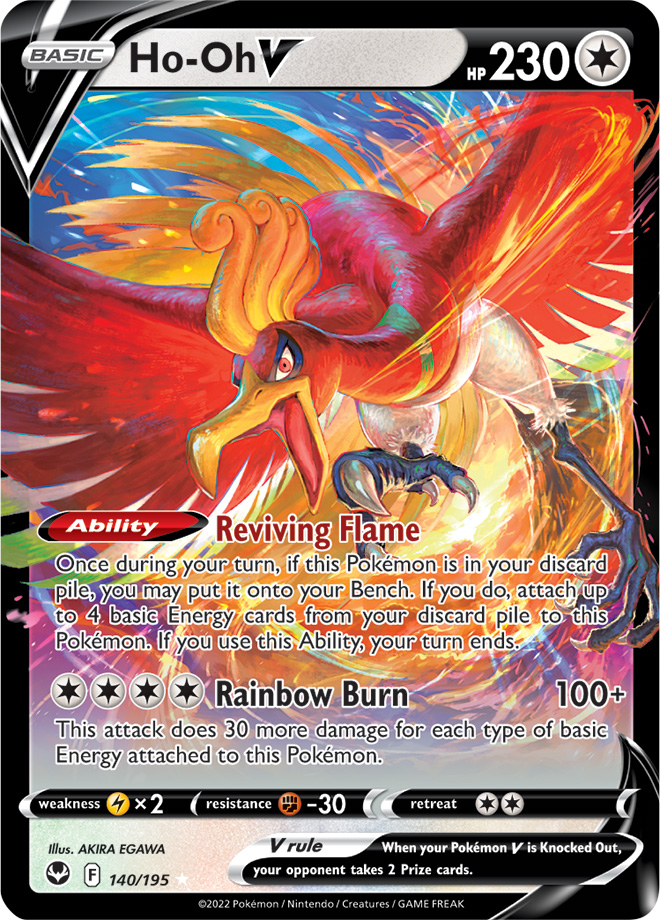 BASIC Ho-Oh V HP 230
Ability Reviving Flame
Once during your turn, if this Pokémon is in your discard
pile, you may put it onto your Bench. If you do, attach up
to 4 basic Energy cards from your discard pile to this
Pokémon. If you use this Ability, your turn ends.
Rainbow Burn 100+
This attack does 30 more damage for each type of basic
Energy attached to this Pokémon.
weakness ×2 resistance -30 retreat
Illus. AKIRA EGAWA
V rule When your Pokémon V is Knocked Out,
your opponent takes 2 Prize cards.
F 140/195 ★
©2022 Pokémon / Nintendo / Creatures / GAME FREAK